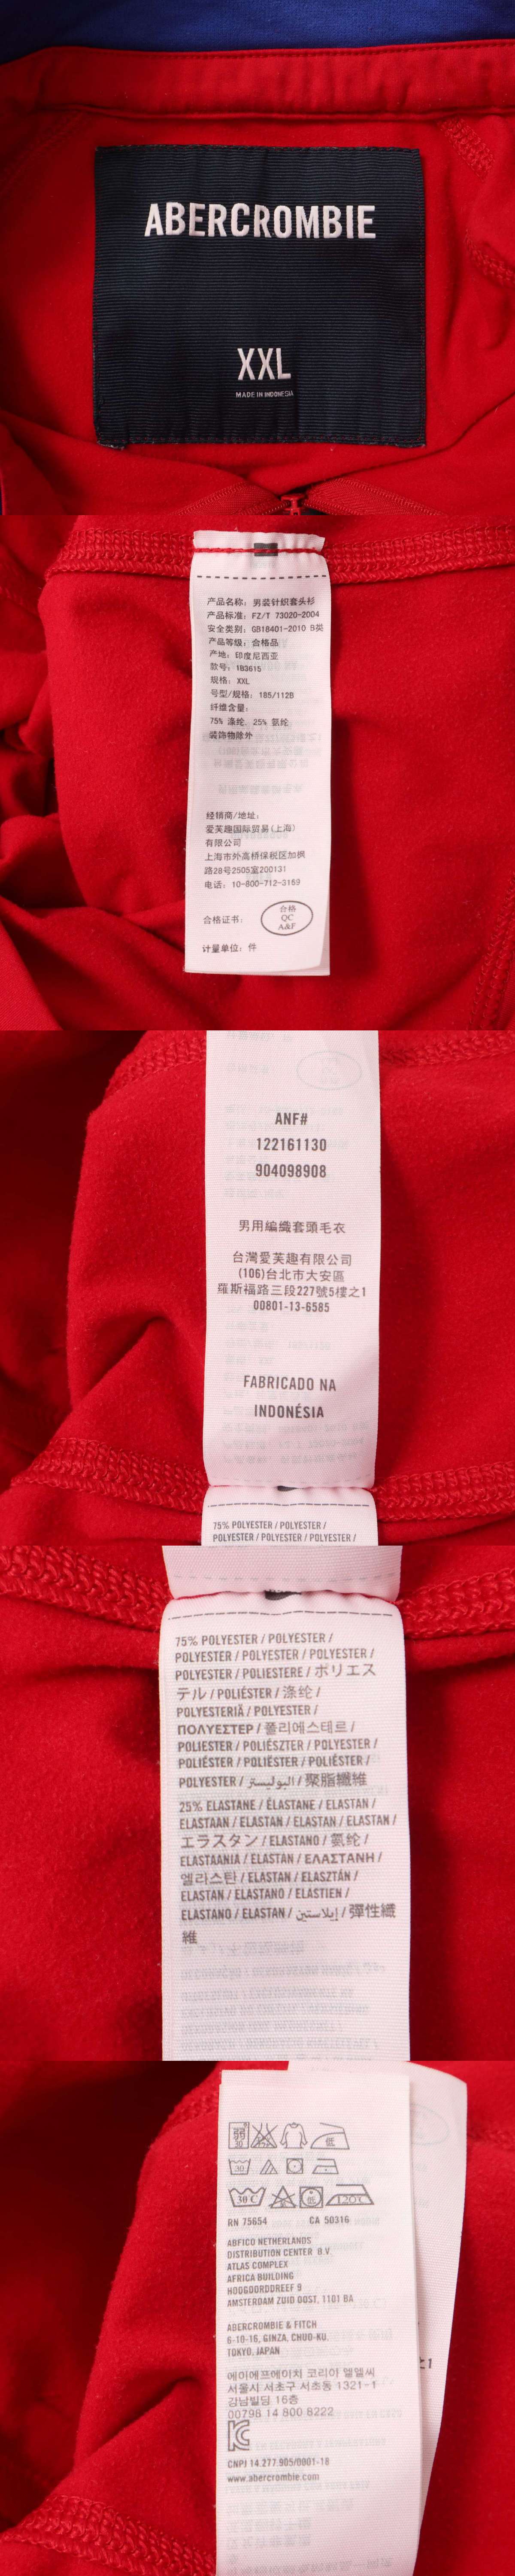 ABERCROMBIE
XXL
MADE IN INDONESIA
产品名称: 男装针织套头衫
产品标准: FZ/T 73020-2004
安全类别: GB18401-2010 B类
产品等级: 合格品
产地: 印度尼西亚
款号: 183615
规格: XXL
号型/规格: 185/112B
纤维含量:
75% 涤纶、25% 氨纶
装饰物除外
经销商/地址:
爱芙趣国际贸易(上海)
有限公司
上海市外高桥保税区加枫
路28号2505室200131
电话: 10-800-712-3169
合格证书:
合格
QC
A&F
计量单位: 件
ANF#
122161130
904098908
男用編織套頭毛衣
台灣愛芙趣有限公司
(106)台北市大安區
羅斯福路三段227號5樓之1
00801-13-6585
FABRICADO NA
INDONÉSIA
75% POLYESTER / POLYESTER /
POLYESTER / POLYESTER / POLYESTER /
75% POLYESTER / POLYESTER /
POLYESTER / POLYESTER / POLYESTER /
POLYESTER / POLIESTERE / ポリエス
テル / POLIÉSTER / 涤纶 /
POLYESTERIÄ / POLYESTER /
ΠΟΛΥΕΣΤΕΡ / 폴리에스테르 /
POLIESTER / POLIÉSZTER / POLYESTER /
POLIÉSTER / POLIËSTER / POLIÉSTER /
POLYESTER / البوليستر / 聚脂纖維
25% ELASTANE / ÉLASTANE / ELASTAN /
ELASTAAN / ELASTAN / ELASTAN / ELASTAN /
エラスタン / ELASTANO / 氨纶 /
ELASTAANIA / ELASTAN / ΕΛΑΣΤΑΝΗ /
엘라스탄 / ELASTAN / ELASZTÁN /
ELASTAN / ELASTANO / ELASTIEN /
ELASTANO / ELASTAN / إيلاستين / 彈性纖
維
低
30
30 C
低
120℃
RN 75654 CA 50316
ABFICO NETHERLANDS
DISTRIBUTION CENTER B.V.
ATLAS COMPLEX
AFRICA BUILDING
HOOGOORDDREEF 9
AMSTERDAM ZUID OOST, 1101 BA
ABERCROMBIE & FITCH
6-10-16, GINZA, CHUO-KU,
TOKYO, JAPAN
에이에프에이치 코리아 엘엘씨
서울시 서초구 서초동 1321-1
강남빌딩 16층
00798 14 800 8222
CNPJ 14.277.905/0001-18
www.abercrombie.com